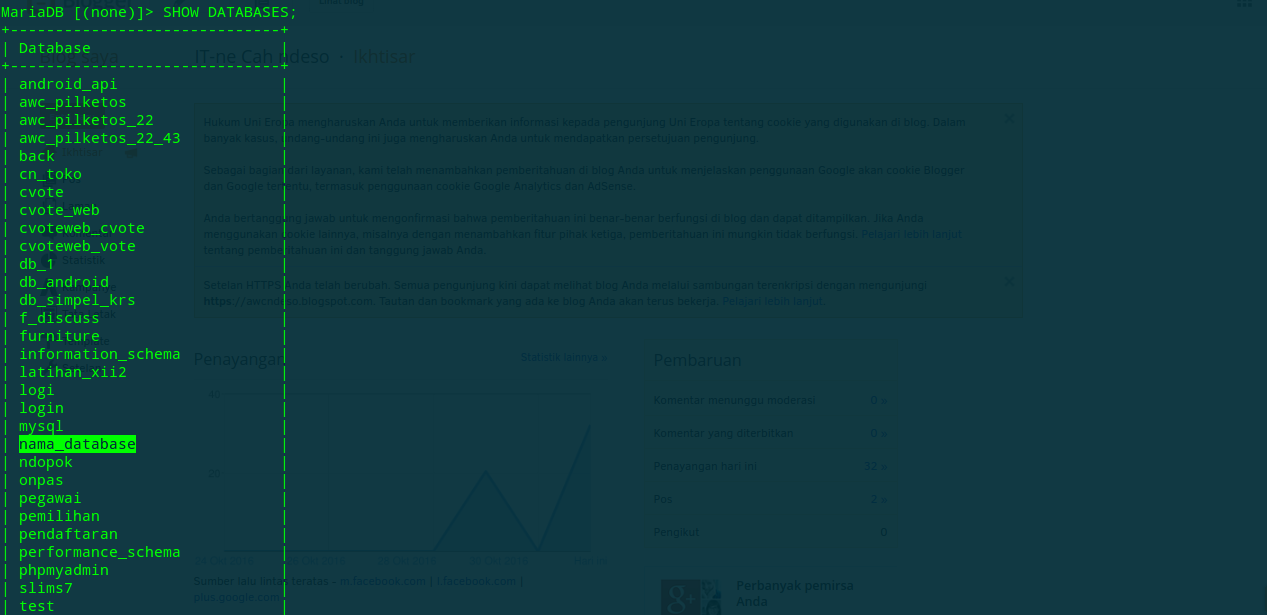 MariaDB [(none)]> SHOW DATABASES;
+------------------------------+
| Database |
+------------------------------+
| android_api |
| awc_pilketos |
| awc_pilketos_22 |
| awc_pilketos_22_43 |
| back |
| cn_toko |
| cvote |
| cvote_web |
| cvoteweb_cvote |
| cvoteweb_vote |
| db_1 |
| db_android |
| db_simpel_krs |
| f_discuss |
| furniture |
| information_schema |
| latihan_xii2 |
| logi |
| login |
| mysql |
| nama_database |
| ndopok |
| onpas |
| pegawai |
| pemilihan |
| pendaftaran |
| performance_schema |
| phpmyadmin |
| slims7 |
| test |
Blog saya
IT-ne Cah ndeso · Ikhtisar
Hukum Uni Eropa mengharuskan Anda untuk memberikan informasi kepada pengunjung Uni Eropa tentang cookie yang digunakan di blog. Dalam
banyak kasus, undang-undang ini juga mengharuskan Anda untuk mendapatkan persetujuan pengunjung.
Sebagai bagian dari layanan, kami telah menambahkan pemberitahuan di blog Anda untuk menjelaskan penggunaan Google akan cookie Blogger
dan Google tertentu, termasuk penggunaan cookie Google Analytics dan AdSense.
Anda bertanggung jawab untuk mengonfirmasi bahwa pemberitahuan ini benar-benar berfungsi di blog dan dapat ditampilkan. Jika Anda
menggunakan cookie lainnya, misalnya dengan menambahkan fitur pihak ketiga, pemberitahuan ini mungkin tidak berfungsi. Pelajari lebih lanjut
tentang pemberitahuan ini dan tanggung jawab Anda.
Setelan HTTPS Anda telah berubah. Semua pengunjung kini dapat melihat blog Anda melalui sambungan terenkripsi dengan mengunjungi
https://awcndeso.blogspot.com. Tautan dan bookmark yang ada ke blog Anda akan terus bekerja. Pelajari lebih lanjut
Statistik
Penayangan
Statistik lainnya »
40
20
Sumber lalu lintas teratas – m.facebook.com | l.facebook.com |
plus.google.com
Pembaruan
Komentar menunggu moderasi 0 »
Komentar yang diterbitkan 0 »
Penayangan hari ini 32 »
Pos 2 »
Pengikut 0
g+
Perbanyak pemirsa
Anda